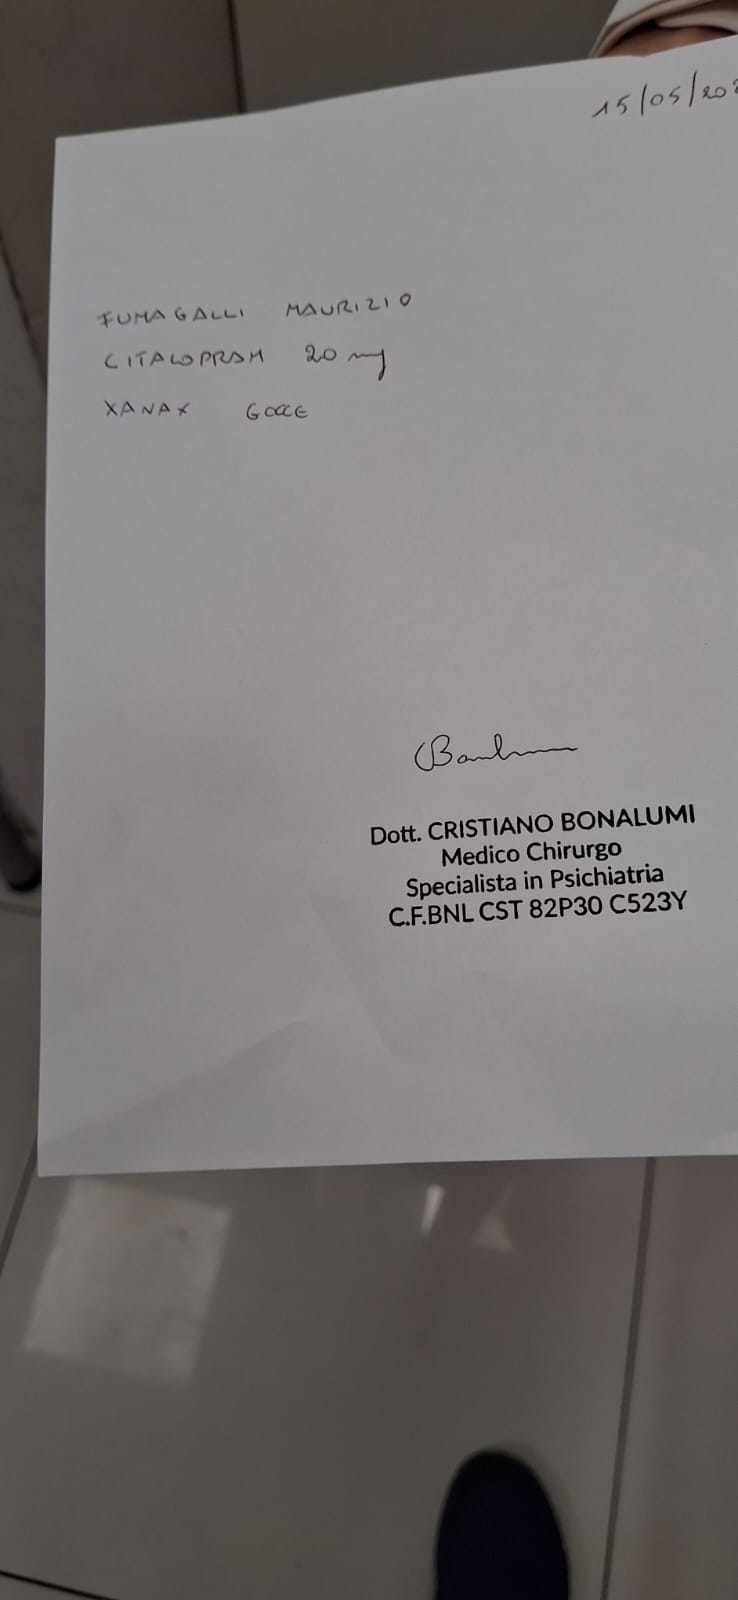 15/05/202
FUMAGALLI MAURIZIO
CITALOPRAM 20 mg
XANAX GOCCE
Dott. CRISTIANO BONALUMI
Medico Chirurgo
Specialista in Psichiatria
C.F.BNL CST 82P30 C523Y